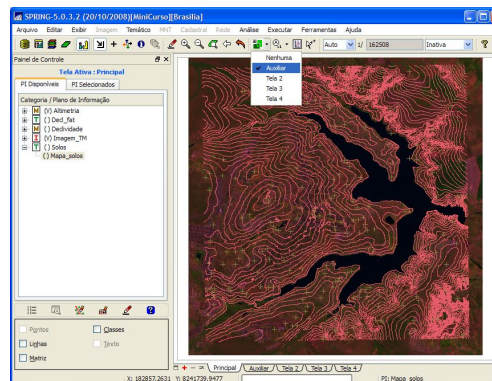 SPRING-5.0.3.2 (20/10/2008)[MiniCurso][Brasilia]
Arquivo Editar Exibir Imagem Temático MNT Cadastral Rede Análise Executar Ferramentas Ajuda
Auto 1/ 162508 Inativa
Painel de Controle
Nenhuma
Auxiliar
Tela 2
Tela 3
Tela 4
Tela Ativa : Principal
PI Disponíveis PI Selecionados
Categoria / Plano de Informação
M (V) Altimetria
T ( ) Decl_fat
M ( ) Declividade
I (V) Imagem_TM
T ( ) Solos
( ) Mapa_solos
Pontos Classes
Linhas Texto
Matriz
Principal Auxiliar Tela 2 Tela 3 Tela 4
X: 182857.2631 Y: 8241739.9477 PI: Mapa_solos